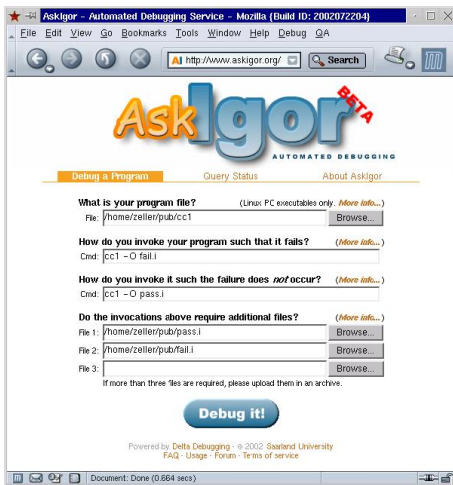 AskIgor - Automated Debugging Service - Mozilla (Build ID: 2002072204)
File Edit View Go Bookmarks Tools Window Help Debug QA
http://www.askigor.org/ Search
AskIgor BETA
AUTOMATED DEBUGGING
Debug a Program Query Status About AskIgor
What is your program file? (Linux PC executables only. More info...)
File: /home/zeller/pub/cc1 Browse...
How do you invoke your program such that it fails? (More info...)
Cmd: cc1 -O fail.i
How do you invoke it such the failure does not occur? (More info...)
Cmd: cc1 -O pass.i
Do the invocations above require additional files? (More info...)
File 1: /home/zeller/pub/pass.i Browse...
File 2: /home/zeller/pub/fail.i Browse...
File 3: Browse...
If more than three files are required, please upload them in an archive.
Debug it!
Powered by Delta Debugging - © 2002 Saarland University
FAQ - Usage - Forum - Terms of service
Document: Done (0.664 secs)